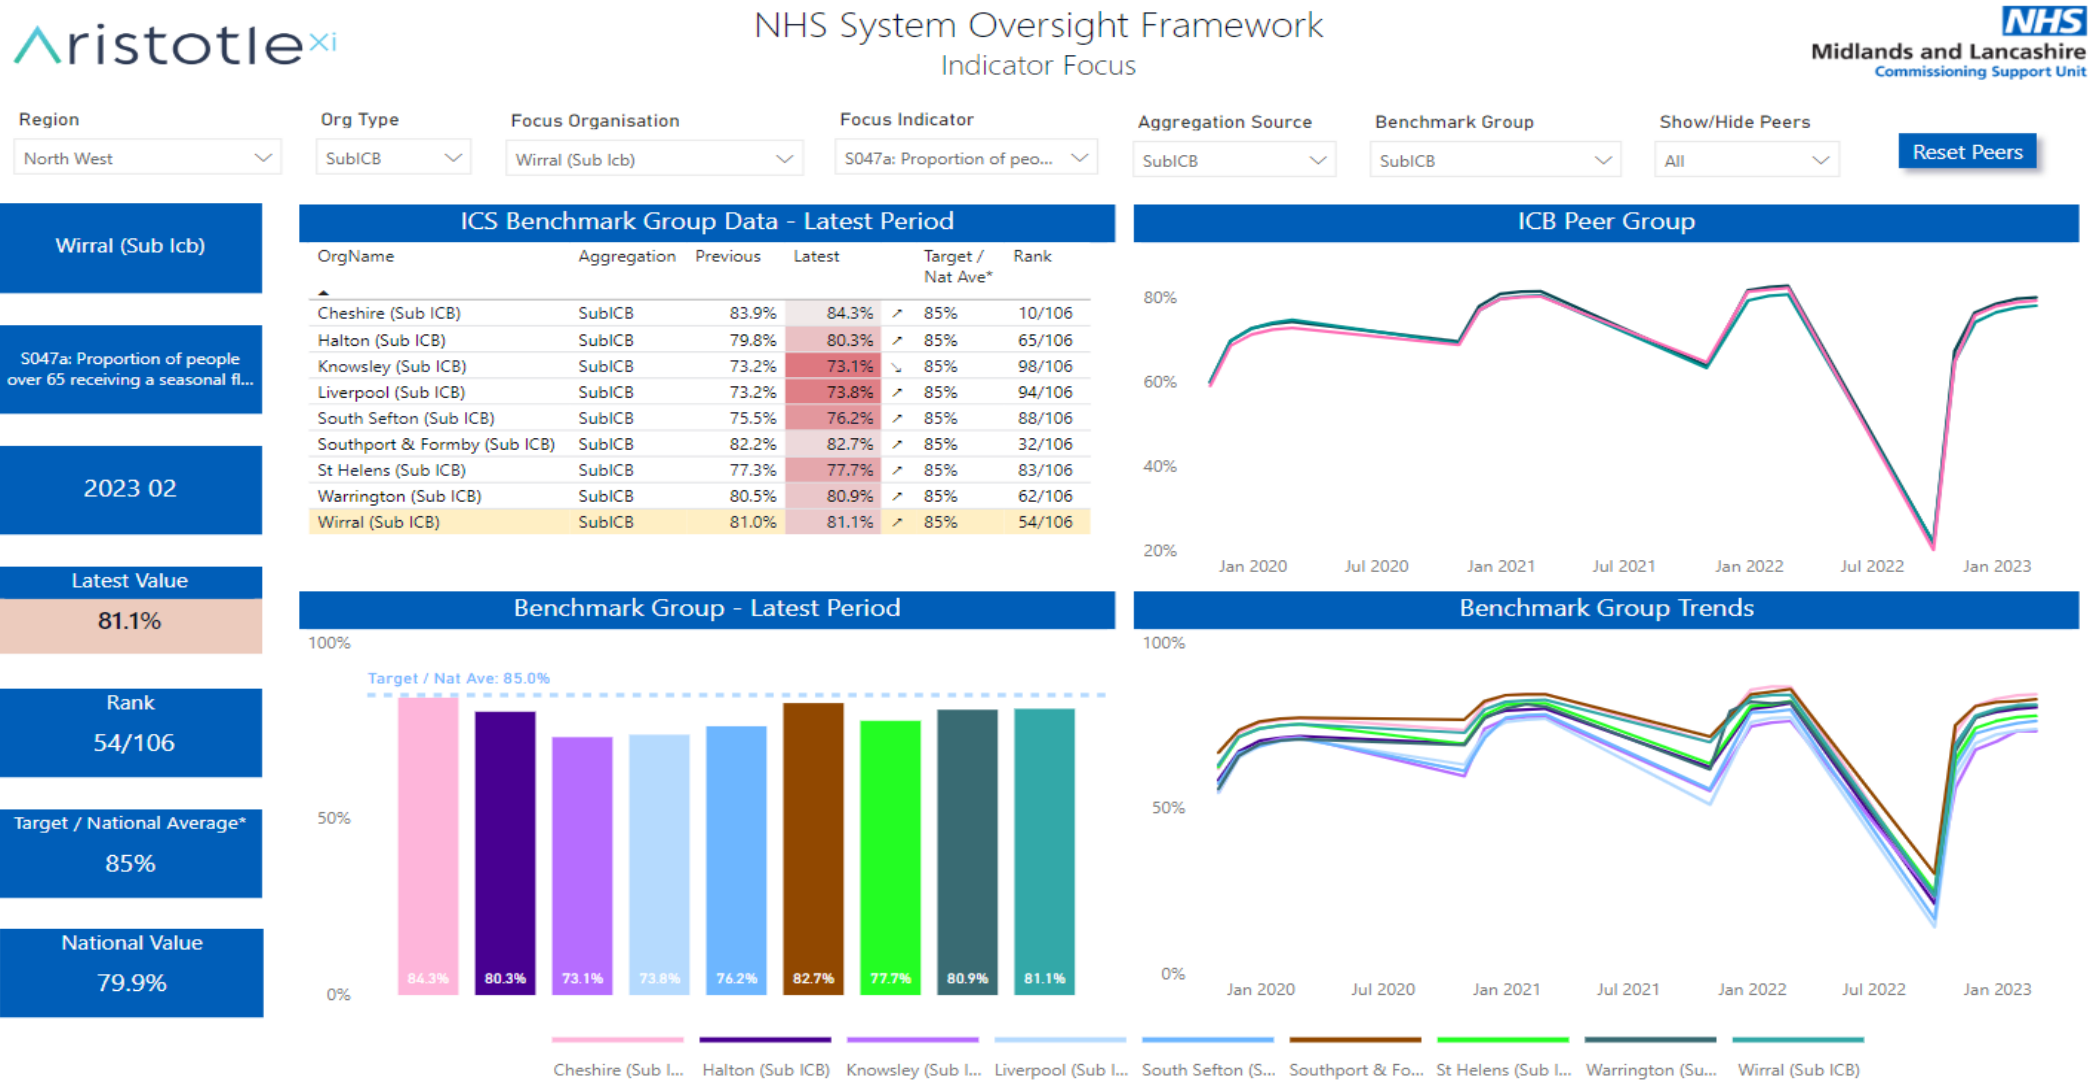 Aristotle xi
NHS System Oversight Framework
Indicator Focus
NHS
Midlands and Lancashire
Commissioning Support Unit
Region
North West
Org Type
SubICB
Focus Organisation
Wirral (Sub Icb)
Focus Indicator
S047a: Proportion of peo...
Aggregation Source
SubICB
Benchmark Group
SubICB
Show/Hide Peers
All
Reset Peers
Wirral (Sub Icb)
S047a: Proportion of people
over 65 receiving a seasonal fl...
2023 02
Latest Value
81.1%
Rank
54/106
Target / National Average*
85%
National Value
79.9%
ICS Benchmark Group Data - Latest Period
OrgName Aggregation Previous Latest Target / Rank
Nat Ave*
Cheshire (Sub ICB) SubICB 83.9% 84.3% ↗ 85% 10/106
Halton (Sub ICB) SubICB 79.8% 80.3% ↗ 85% 65/106
Knowsley (Sub ICB) SubICB 73.2% 73.1% ↘ 85% 98/106
Liverpool (Sub ICB) SubICB 73.2% 73.8% ↗ 85% 94/106
South Sefton (Sub ICB) SubICB 75.5% 76.2% ↗ 85% 88/106
Southport & Formby (Sub ICB) SubICB 82.2% 82.7% ↗ 85% 32/106
St Helens (Sub ICB) SubICB 77.3% 77.7% ↗ 85% 83/106
Warrington (Sub ICB) SubICB 80.5% 80.9% ↗ 85% 62/106
Wirral (Sub ICB) SubICB 81.0% 81.1% ↗ 85% 54/106
ICB Peer Group
80%
60%
40%
20%
Jan 2020 Jul 2020 Jan 2021 Jul 2021 Jan 2022 Jul 2022 Jan 2023
Benchmark Group - Latest Period
100%
Target / Nat Ave: 85.0%
50%
84.3% 80.3% 73.1% 73.8% 76.2% 82.7% 77.7% 80.9% 81.1%
0%
Benchmark Group Trends
100%
50%
0%
Jan 2020 Jul 2020 Jan 2021 Jul 2021 Jan 2022 Jul 2022 Jan 2023
Cheshire (Sub I... Halton (Sub ICB) Knowsley (Sub I... Liverpool (Sub I... South Sefton (S... Southport & Fo... St Helens (Sub I... Warrington (Su... Wirral (Sub ICB)